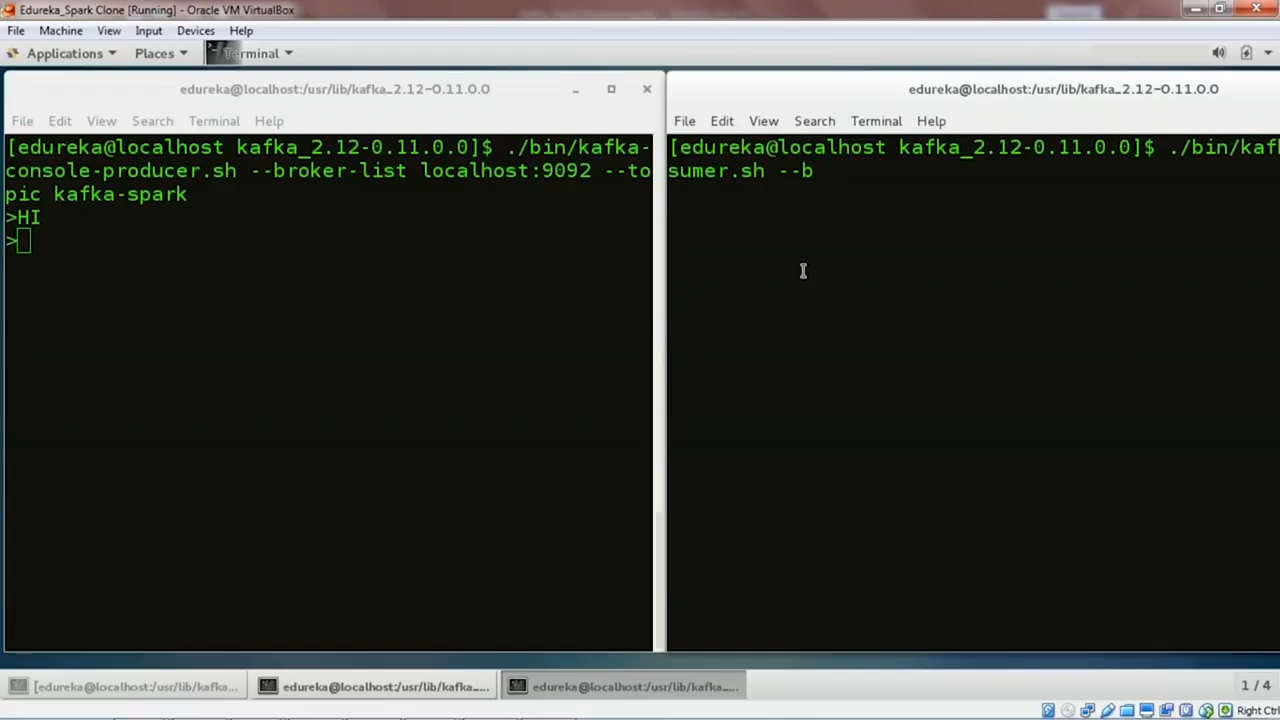 Edureka_Spark Clone [Running] - Oracle VM VirtualBox
File Machine View Input Devices Help
Applications Places Terminal
edureka@localhost:/usr/lib/kafka_2.12-0.11.0.0
File Edit View Search Terminal Help
[edureka@localhost kafka_2.12-0.11.0.0]$ ./bin/kafka-
console-producer.sh --broker-list localhost:9092 --to
pic kafka-spark
>HI
>
edureka@localhost:/usr/lib/kafka_2.12-0.11.0.0
File Edit View Search Terminal Help
[edureka@localhost kafka_2.12-0.11.0.0]$ ./bin/kaf
sumer.sh --b
[edureka@localhost:/usr/lib/kafka... edureka@localhost:/usr/lib/kafka_... edureka@localhost:/usr/lib/kafka_... 1 / 4
Right Ctrl